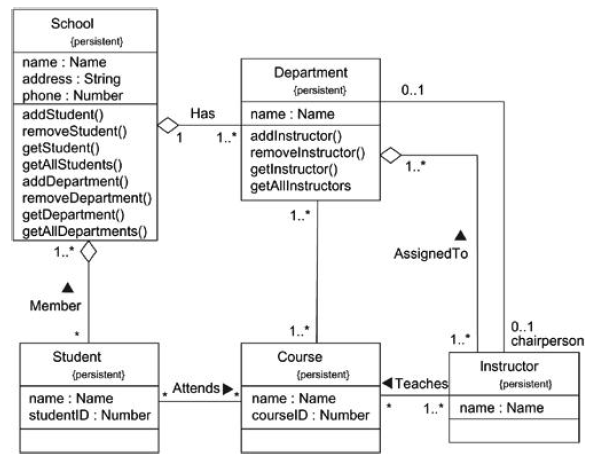 School
{persistent}
name : Name
address : String
phone : Number
addStudent()
removeStudent()
getStudent()
getAllStudents()
addDepartment()
removeDepartment()
getDepartment()
getAllDepartments()
Has
1
1..*
Department
{persistent}
name : Name
addInstructor()
removeInstructor()
getInstructor()
getAllInstructors
0..1
1..*
1..*
1..*
AssignedTo
Member
*
1..*
1..*
0..1
chairperson
Student
{persistent}
name : Name
studentID : Number
Attends
*
*
Course
{persistent}
name : Name
courseID : Number
Teaches
*
1..*
Instructor
{persistent}
name : Name